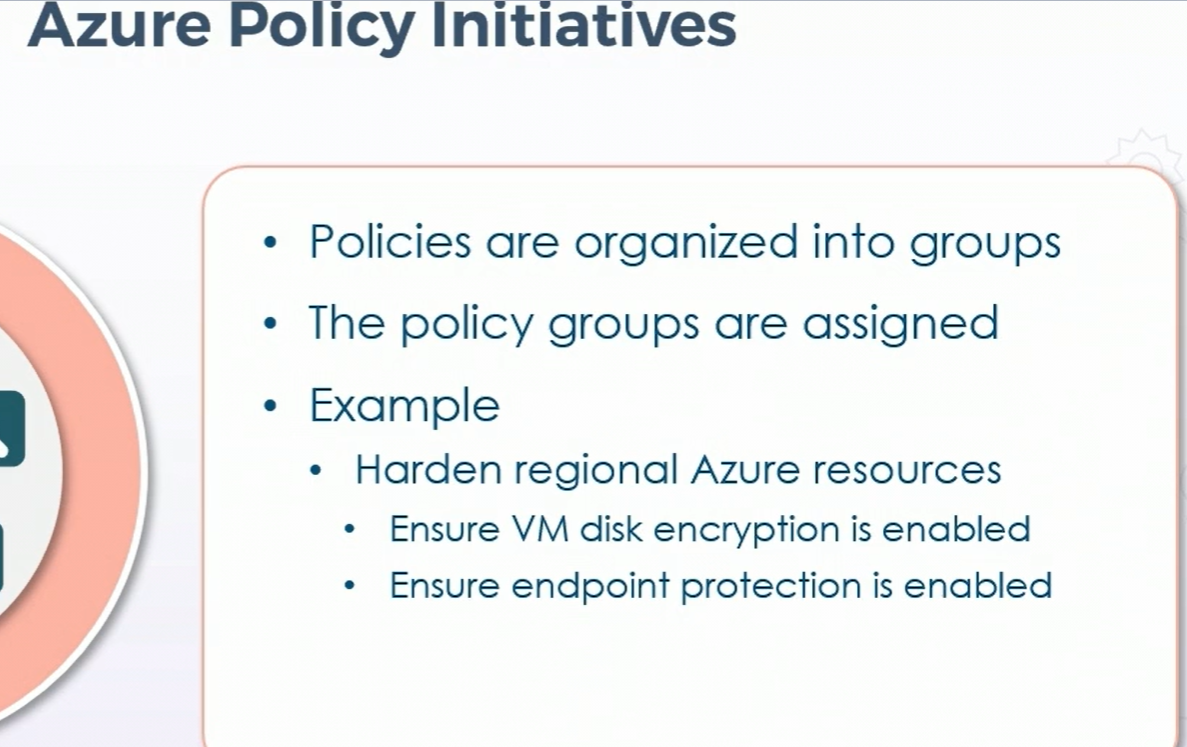 Azure Policy Initiatives
• Policies are organized into groups
• The policy groups are assigned
• Example
• Harden regional Azure resources
• Ensure VM disk encryption is enabled
• Ensure endpoint protection is enabled